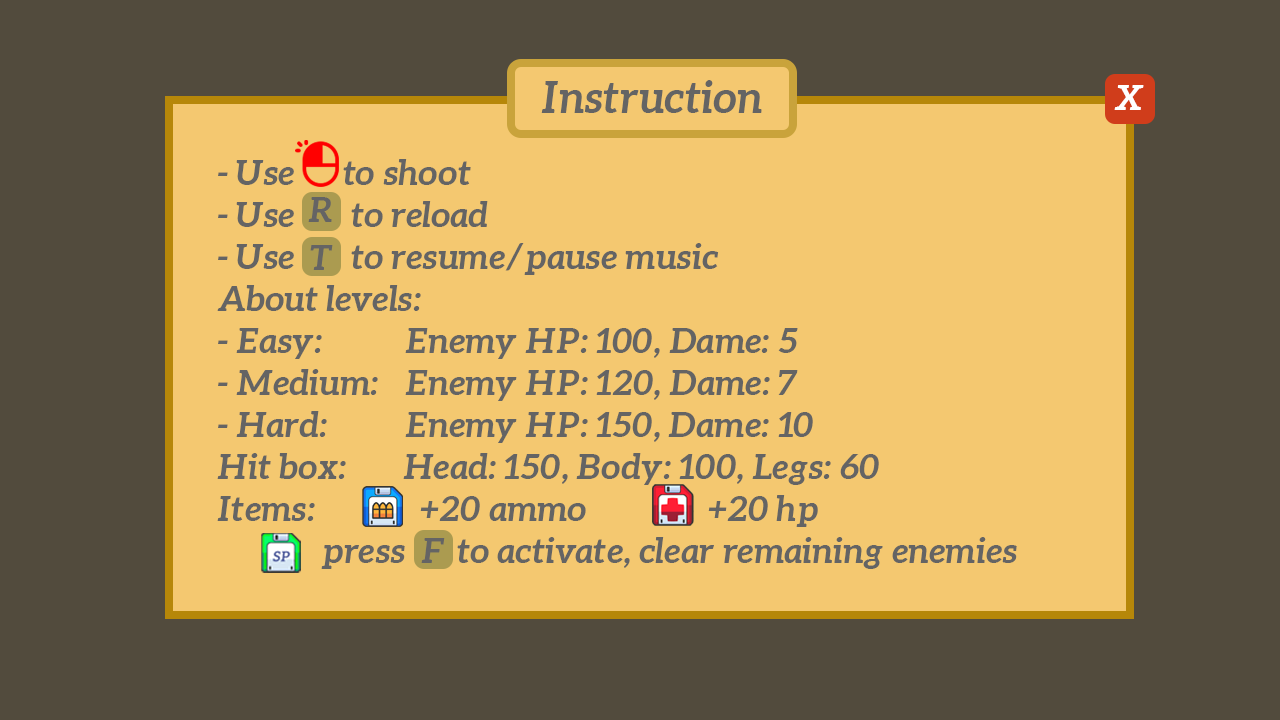 Instruction
X
- Use to shoot
- Use R to reload
- Use T to resume/pause music
About levels:
- Easy: Enemy HP: 100, Dame: 5
- Medium: Enemy HP: 120, Dame: 7
- Hard: Enemy HP: 150, Dame: 10
Hit box: Head: 150, Body: 100, Legs: 60
Items: +20 ammo +20 hp
SP press F to activate, clear remaining enemies